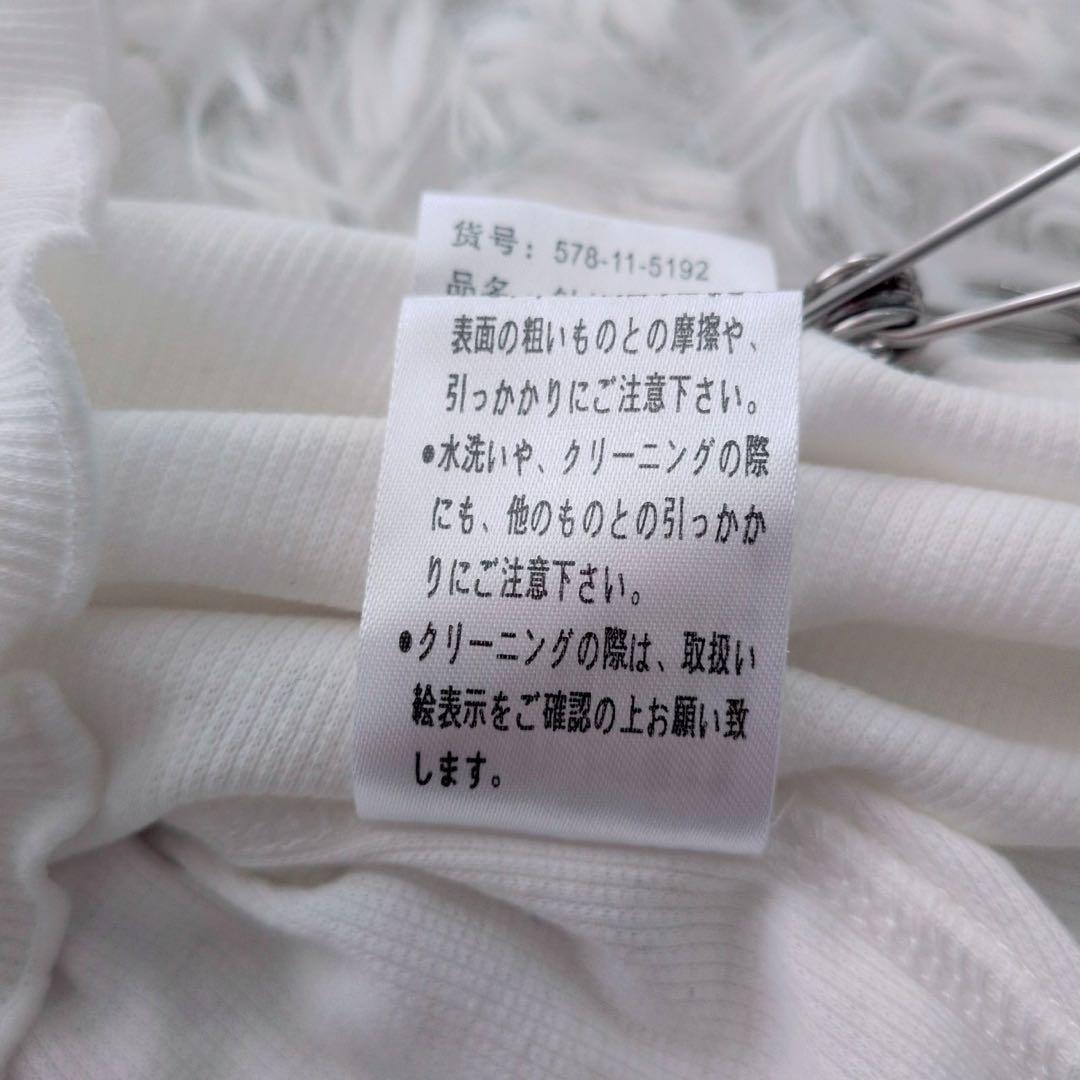 货号: 578-11-5192
品名
表面の粗いものとの摩擦や、
引っかかりにご注意下さい。
●水洗いや、クリーニングの際
にも、他のものとの引っかか
りにご注意下さい。
●クリーニングの際は、取扱い
絵表示をご確認の上お願い致
します。